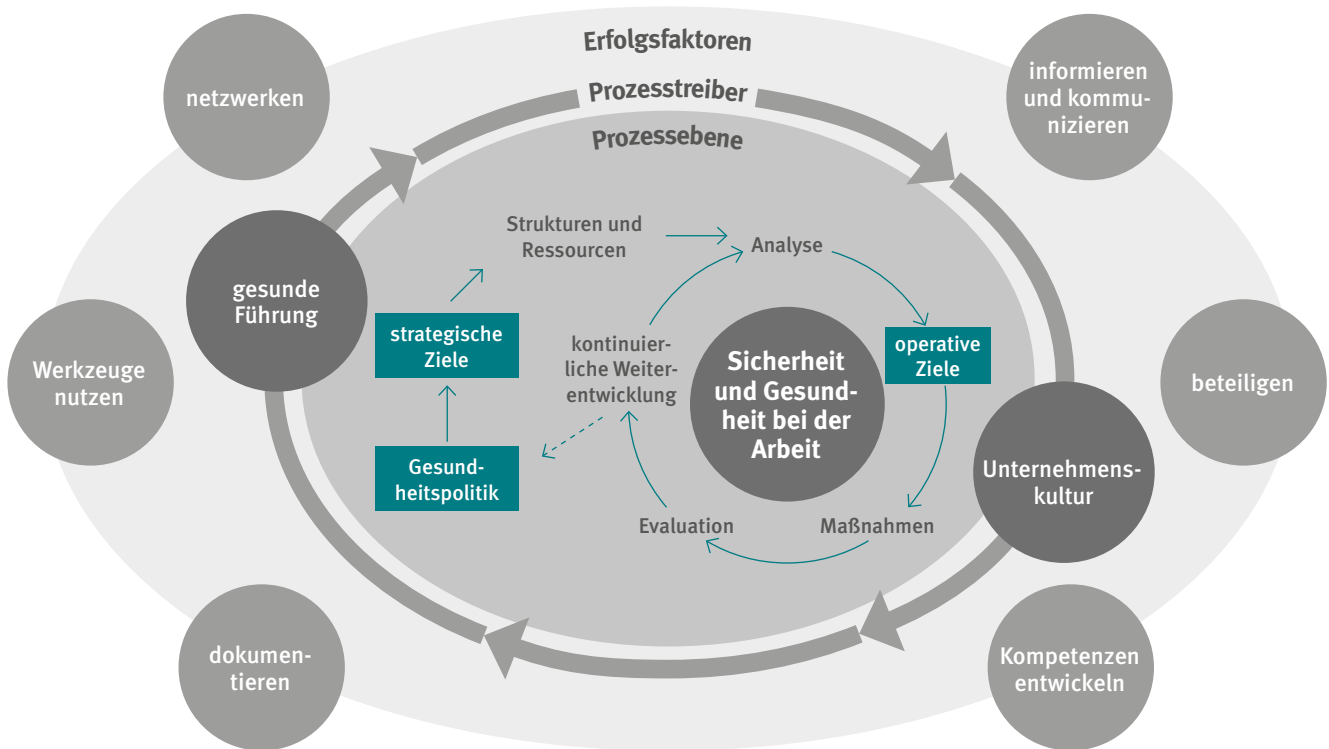 Erfolgsfaktoren
Prozesstreiber
Prozessebene
netzwerken
informieren
und kommu-
nizieren
gesunde
Führung
Strukturen und
Ressourcen
Analyse
strategische
Ziele
kontinuier-
liche Weiter-
entwicklung
Sicherheit
und Gesund-
heit bei der
Arbeit
operative
Ziele
Werkzeuge
nutzen
beteiligen
Gesund-
heitspolitik
Unternehmens-
kultur
Evaluation
Maßnahmen
dokumen-
tieren
Kompetenzen
entwickeln